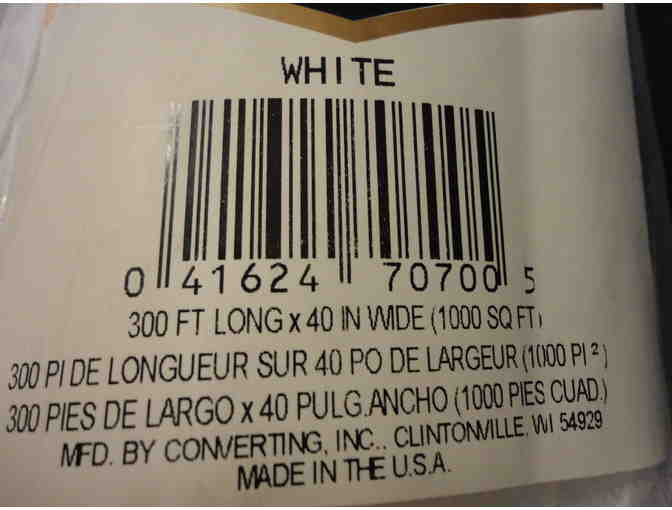 WHITE
0 41624 70700 5
300 FT LONG x 40 IN WIDE (1000 SQ FT)
300 PI DE LONGUEUR SUR 40 PO DE LARGEUR (1000 PI ²)
300 PIES DE LARGO x 40 PULG.ANCHO (1000 PIES CUAD.)
MFD. BY CONVERTING, INC., CLINTONVILLE, WI 54929
MADE IN THE U.S.A.